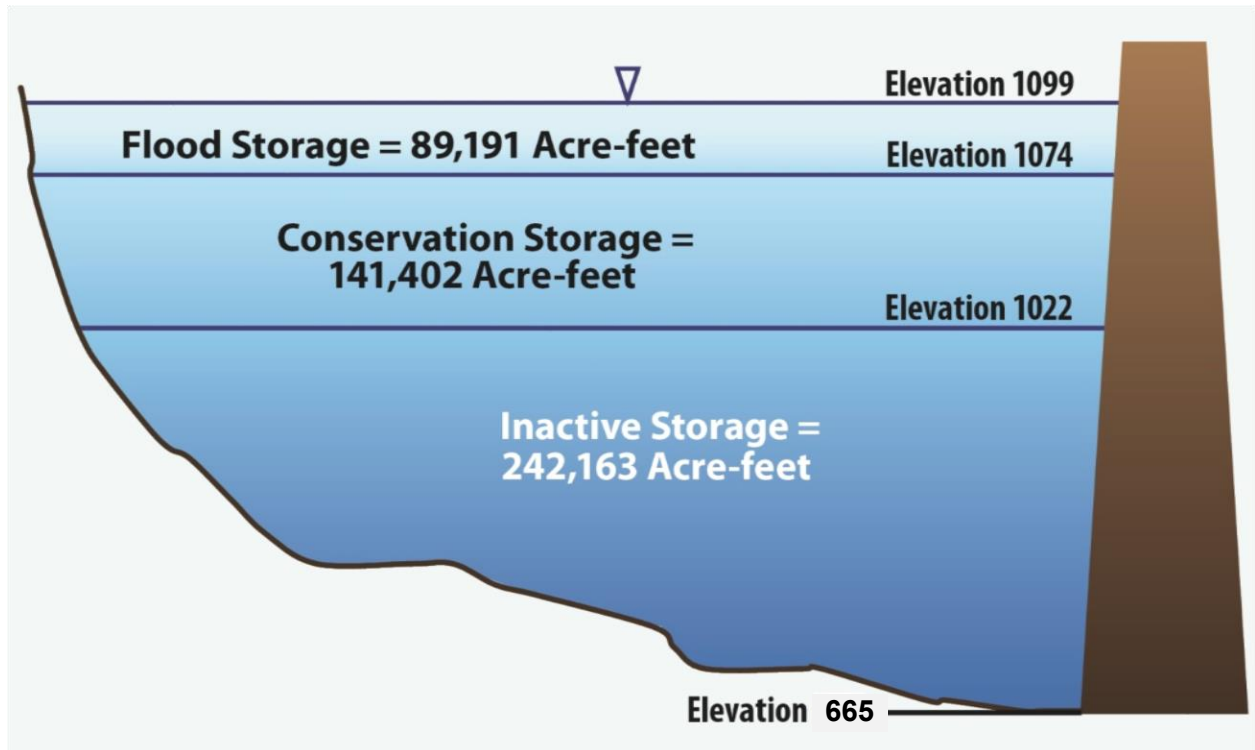 Elevation 1099
Flood Storage = 89,191 Acre-feet
Elevation 1074
Conservation Storage =
141,402 Acre-feet
Elevation 1022
Inactive Storage =
242,163 Acre-feet
Elevation 665